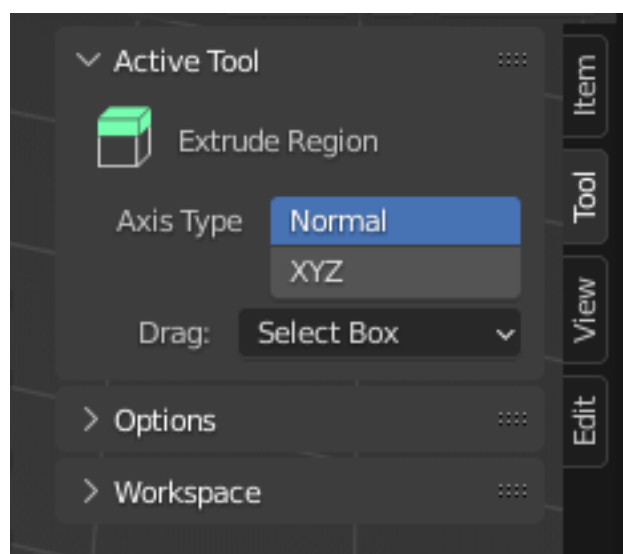 Active Tool
Extrude Region
Axis Type Normal
XYZ
Drag: Select Box
Options
Workspace
Item
Tool
View
Edit